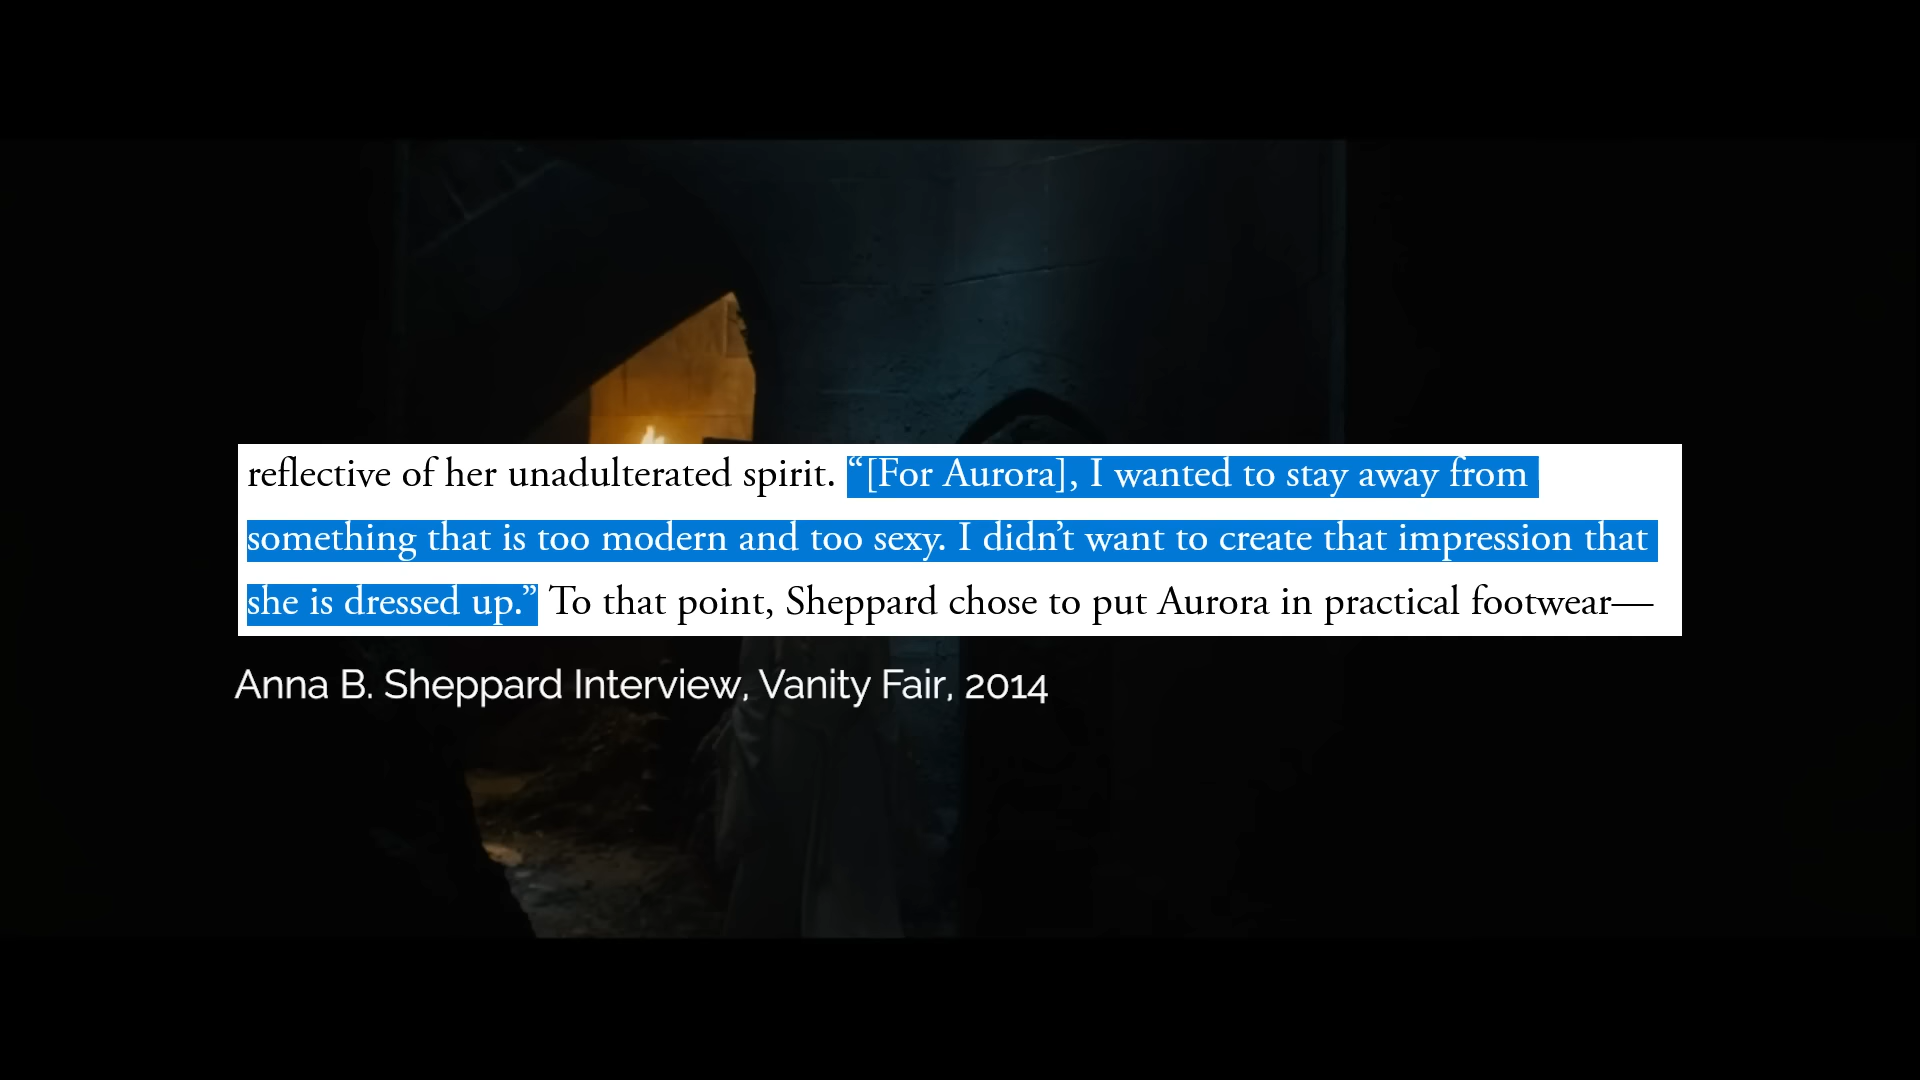 reflective of her unadulterated spirit. “[For Aurora], I wanted to stay away from
something that is too modern and too sexy. I didn’t want to create that impression that
she is dressed up.” To that point, Sheppard chose to put Aurora in practical footwear—
Anna B. Sheppard Interview, Vanity Fair, 2014